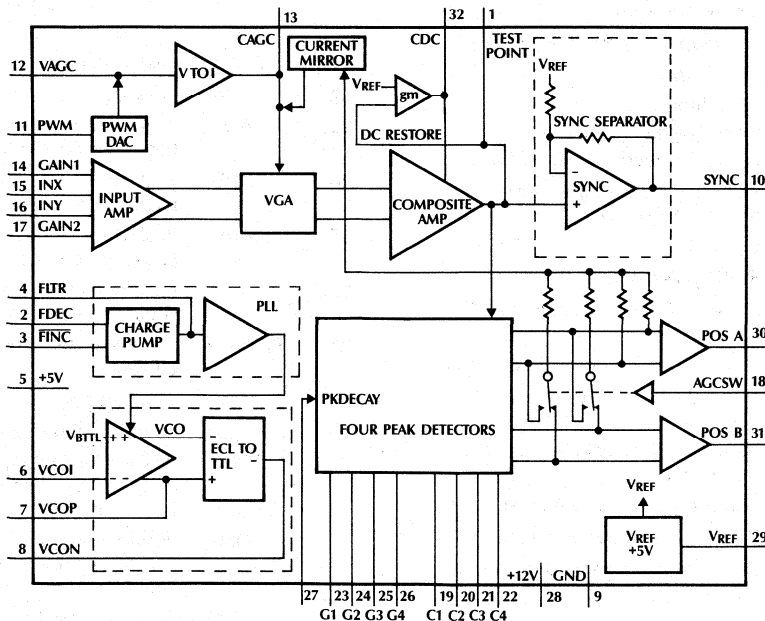 13
32
1
CAGC
CURRENT MIRROR
CDC
TEST POINT
12 VAGC
V TO I
VREF
gm
DC RESTORE
VREF
SYNC SEPARATOR
11 PWM
PWM DAC
14 GAIN1
15 INX
16 INY
17 GAIN2
INPUT AMP
VGA
COMPOSITE AMP
-
SYNC
+
SYNC 10
4 FLTR
2 FDEC
3 FINC
CHARGE PUMP
PLL
5 +5V
POS A 30
AGCSW 18
POS B 31
PKDECAY
FOUR PEAK DETECTORS
VBTTL + +
VCO
-
ECL TO TTL
-
+
6 VCOI
- -
7 VCOP
8 VCON
VREF
VREF +5V
VREF 29
+12V
GND
27
23
24
25
26
19
20
21
22
28
9
G1 G2 G3 G4
C1 C2 C3 C4